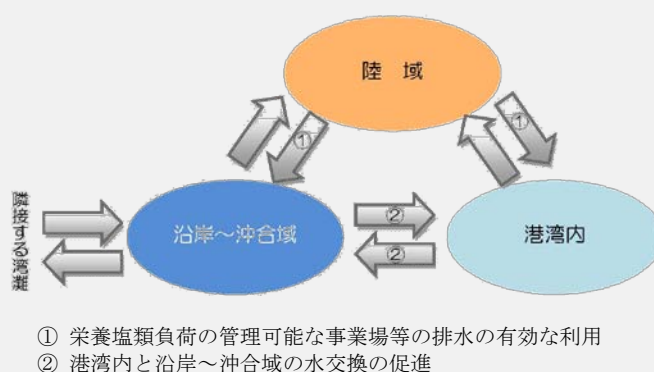 陸 域
①
①
隣接する湾灘
沿岸～沖合域
②
②
港湾内
① 栄養塩類負荷の管理可能な事業場等の排水の有効な利用
② 港湾内と沿岸～沖合域の水交換の促進